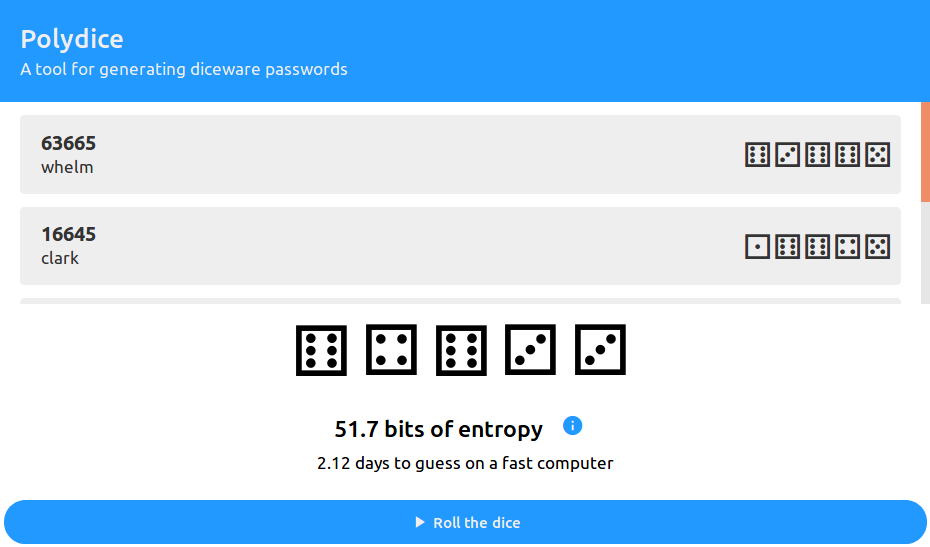 Polydice
A tool for generating diceware passwords
63665
whelm
16645
clark
51.7 bits of entropy
2.12 days to guess on a fast computer
Roll the dice